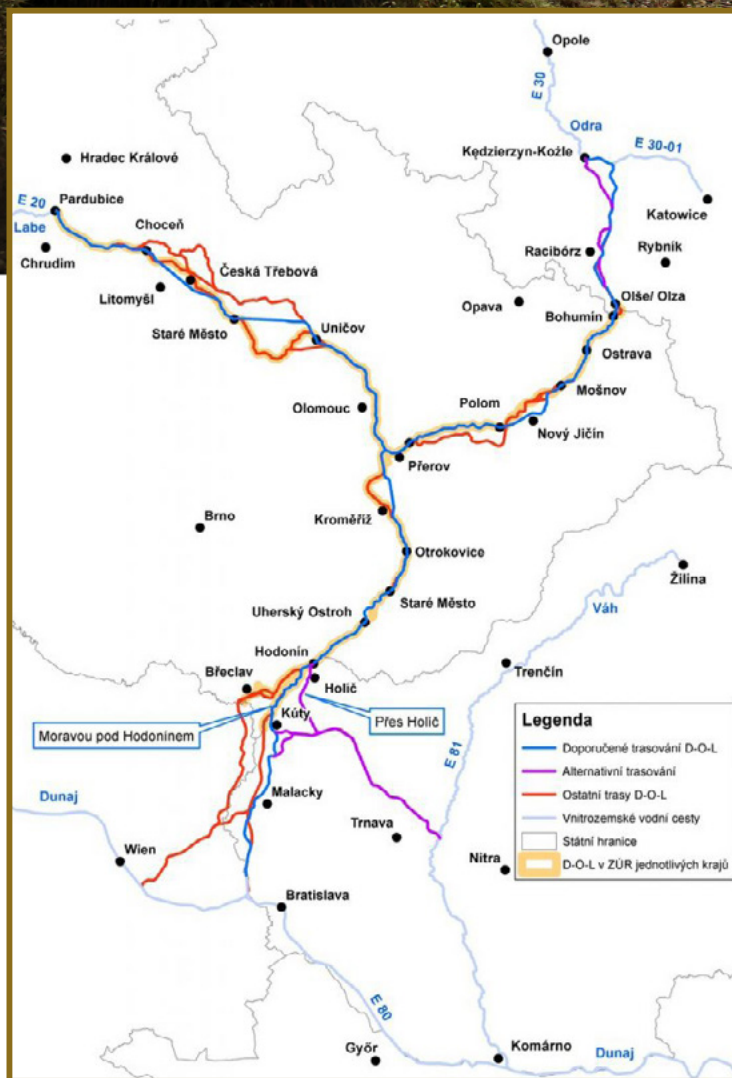 Opole
E 30
Odra
Hradec Králové
Kędzierzyn-Koźle
E 30-01
Pardubice
E 20
Labe
Choceň
Katowice
Chrudim
Česká Třebová
Racibórz
Rybnik
Litomyšl
Opava
Olše/ Olza
Staré Město
Uničov
Bohumín
Ostrava
Mošnov
Olomouc
Polom
Nový Jičín
Přerov
Kroměříž
Brno
Otrokovice
Žilina
Staré Město
Váh
Uherský Ostroh
Hodonín
Trenčín
Břeclav
Holič
Moravou pod Hodonínem
Kúty
Přes Holič
E 81
Legenda
Doporučené trasování D-O-L
Alternativní trasování
Ostatní trasy D-O-L
Vnitrozemské vodní cesty
Státní hranice
D-O-L v ZÚR jednotlivých krajů
Dunaj
Malacky
Trnava
Wien
Nitra
Bratislava
E 80
Győr
Komárno
Dunaj